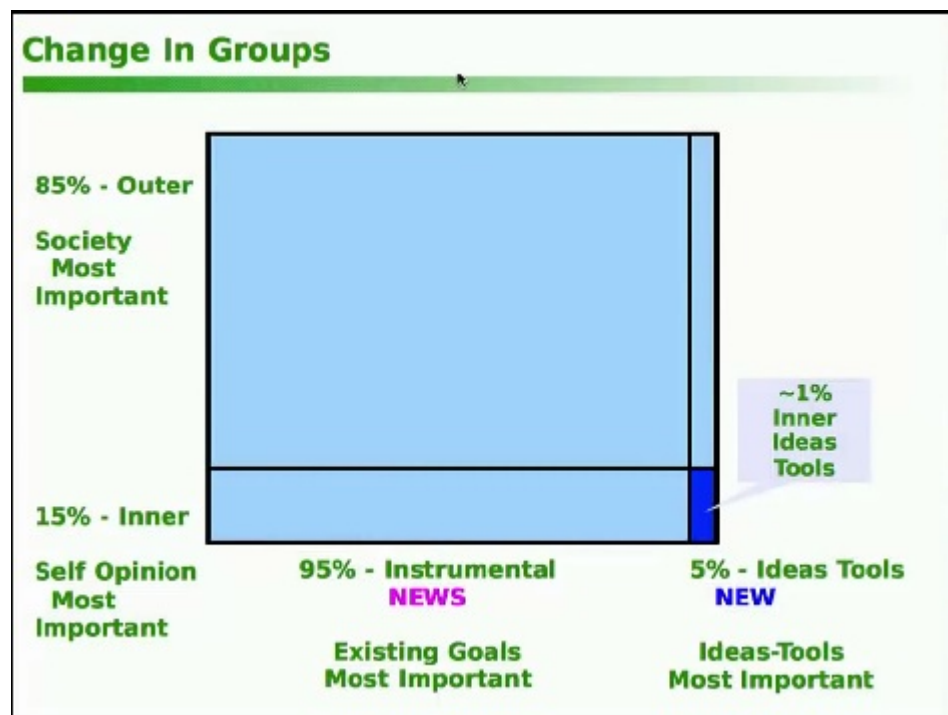 Change In Groups
85% - Outer
Society
Most
Important
~1%
Inner
Ideas
Tools
15% - Inner
Self Opinion
Most
Important
95% - Instrumental
NEWS
Existing Goals
Most Important
5% - Ideas Tools
NEW
Ideas-Tools
Most Important